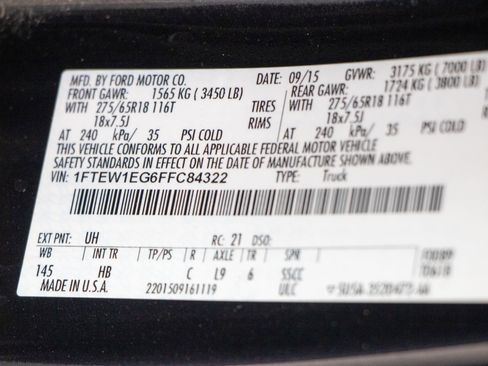 MFD. BY FORD MOTOR CO. DATE: 09/15 GVWR: 3175 KG ( 7000 LB)
FRONT GAWR: 1565 KG ( 3450 LB) REAR GAWR: 1724 KG ( 3800 LB)
WITH 275/65R18 116T TIRES WITH 275/65R18 116T
18x7.5J RIMS 18x7.5J
AT 240 kPa/ 35 PSI COLD AT 240 kPa/ 35 PSI COLD
THIS VEHICLE CONFORMS TO ALL APPLICABLE FEDERAL MOTOR VEHICLE
SAFETY STANDARDS IN EFFECT ON THE DATE OF MANUFACTURE SHOWN ABOVE.
VIN: 1FTEW1EG6FFC84322 TYPE: Truck
EXT PNT: UH RC: 21 DSO:
WB INT TR TP/PS R AXLE TR SPN
145 HB C L9 6 SSCC
MADE IN U.S.A. 2201509161119 ULC